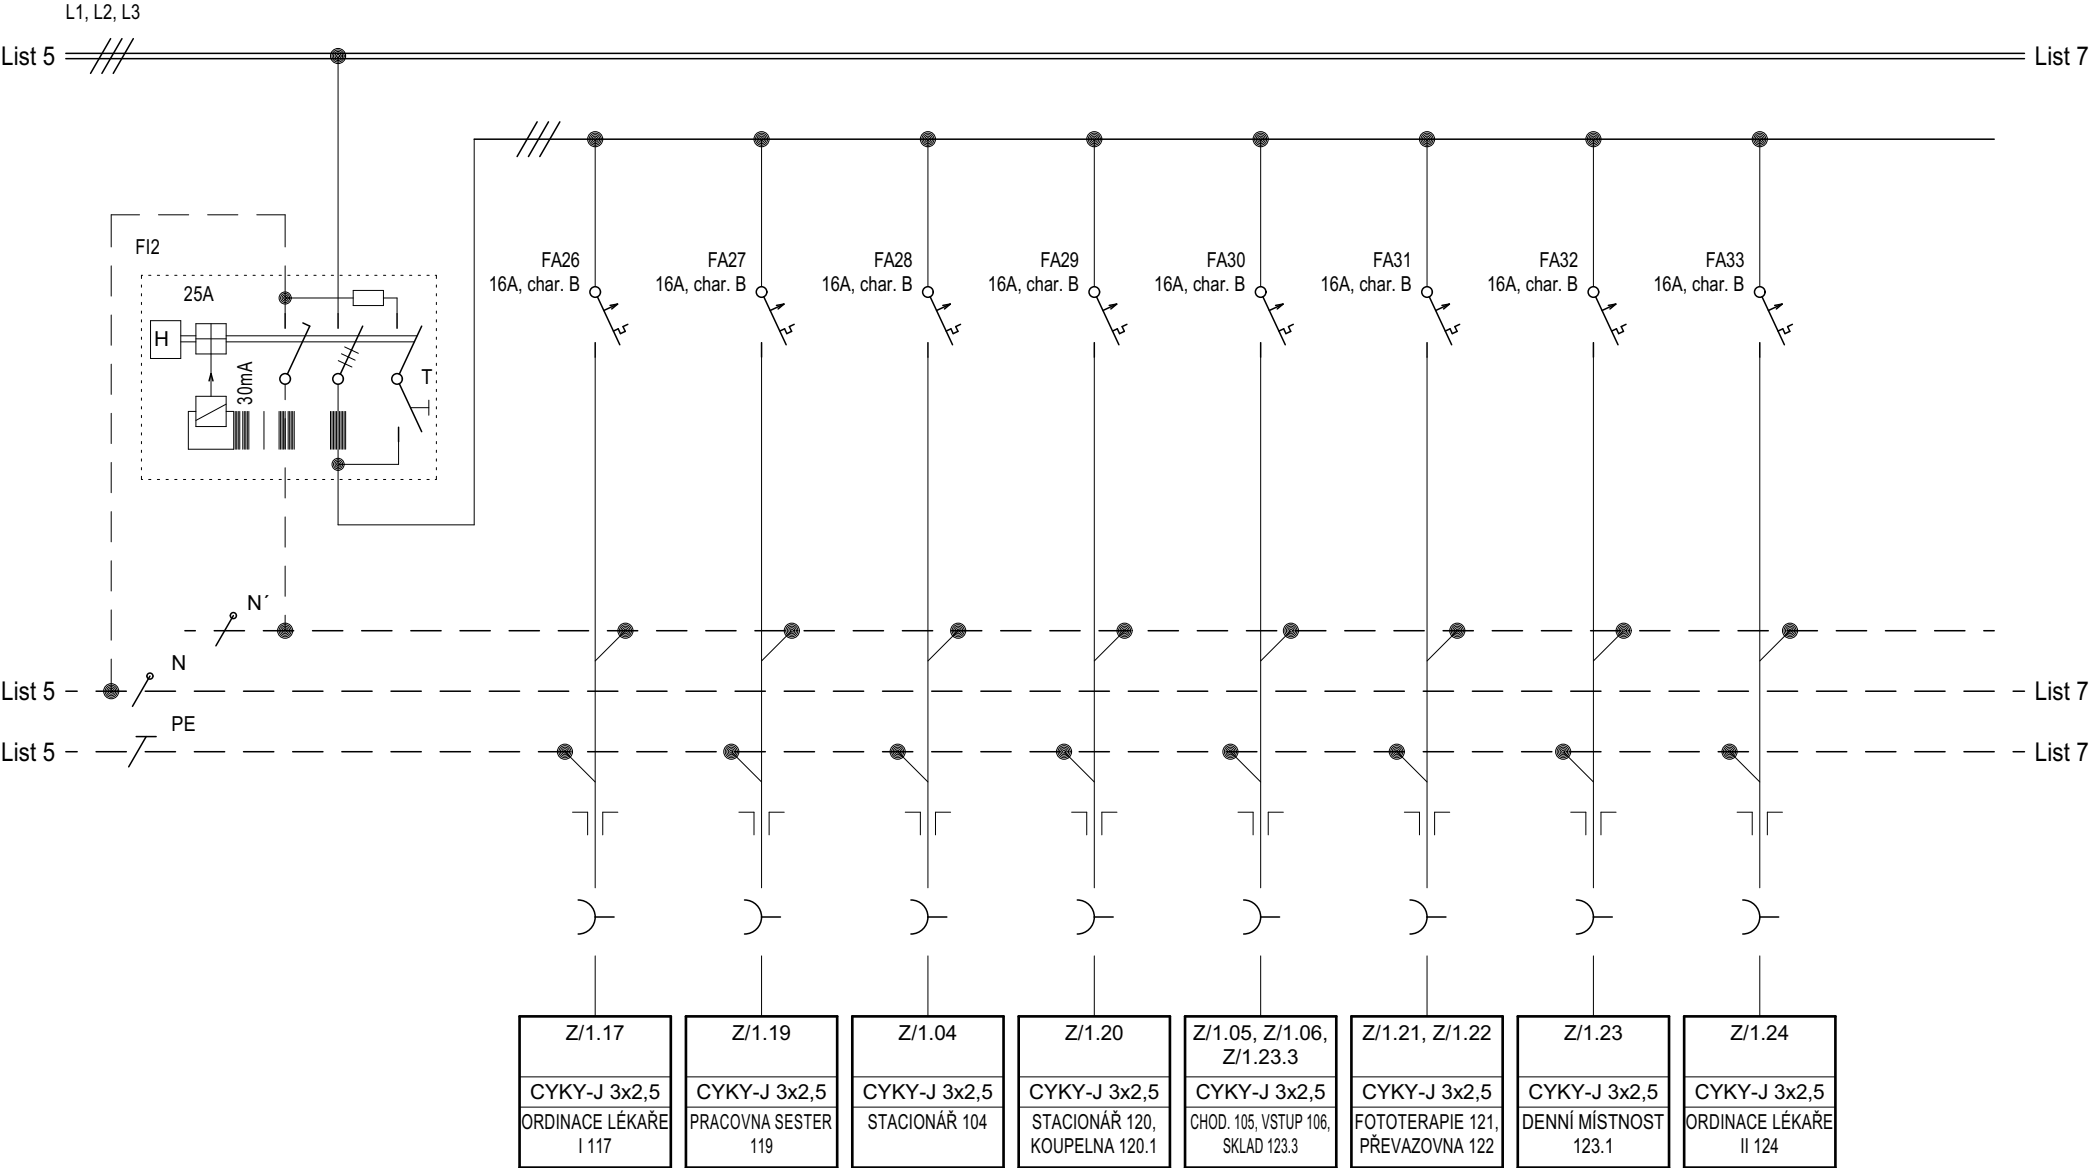 L1, L2, L3
List 5
List 7
FI2
25A
H
30mA
T
FA26
16A, char. B
FA27
16A, char. B
FA28
16A, char. B
FA29
16A, char. B
FA30
16A, char. B
FA31
16A, char. B
FA32
16A, char. B
FA33
16A, char. B
N´
N
List 5
List 7
PE
List 5
List 7
Z/1.17
CYKY-J 3x2,5
ORDINACE LÉKAŘE
I 117
Z/1.19
CYKY-J 3x2,5
PRACOVNA SESTER
119
Z/1.04
CYKY-J 3x2,5
STACIONÁŘ 104
Z/1.20
CYKY-J 3x2,5
STACIONÁŘ 120,
KOUPELNA 120.1
Z/1.05, Z/1.06,
Z/1.23.3
CYKY-J 3x2,5
CHOD. 105, VSTUP 106,
SKLAD 123.3
Z/1.21, Z/1.22
CYKY-J 3x2,5
FOTOTERAPIE 121,
PŘEVAZOVNA 122
Z/1.23
CYKY-J 3x2,5
DENNÍ MÍSTNOST
123.1
Z/1.24
CYKY-J 3x2,5
ORDINACE LÉKAŘE
II 124